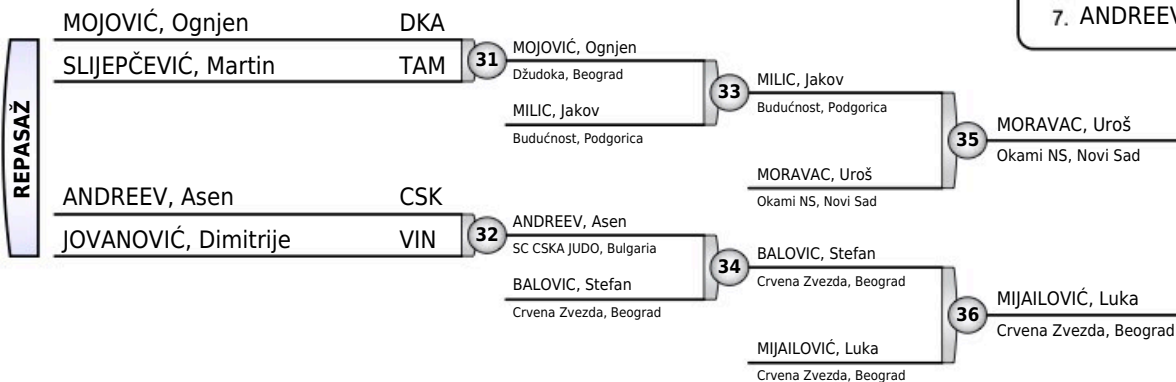 7. ANDREEV
REPASAŽ
MOJOVIĆ, Ognjen DKA
SLIJEPČEVIĆ, Martin TAM
31
MOJOVIĆ, Ognjen
Džudoka, Beograd
MILIC, Jakov
Budućnost, Podgorica
33
MILIC, Jakov
Budućnost, Podgorica
MORAVAC, Uroš
Okami NS, Novi Sad
35
MORAVAC, Uroš
Okami NS, Novi Sad
ANDREEV, Asen CSK
JOVANOVIĆ, Dimitrije VIN
32
ANDREEV, Asen
SC CSKA JUDO, Bulgaria
BALOVIC, Stefan
Crvena Zvezda, Beograd
34
BALOVIC, Stefan
Crvena Zvezda, Beograd
MIJAILOVIĆ, Luka
Crvena Zvezda, Beograd
36
MIJAILOVIĆ, Luka
Crvena Zvezda, Beograd